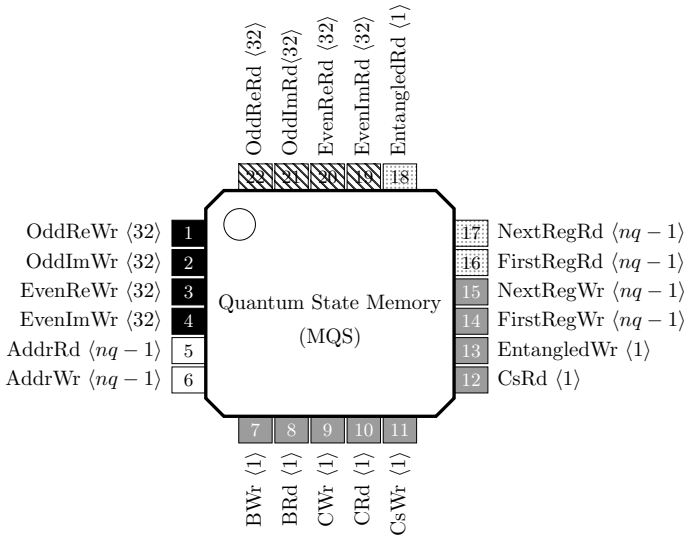 OddReRd ⟨32⟩
OddImRd⟨32⟩
EvenReRd ⟨32⟩
EvenImRd ⟨32⟩
EntangledRd ⟨1⟩
22 21 20 19 18
OddReWr ⟨32⟩ 1
OddImWr ⟨32⟩ 2
EvenReWr ⟨32⟩ 3
EvenImWr ⟨32⟩ 4
AddrRd ⟨nq − 1⟩ 5
AddrWr ⟨nq − 1⟩ 6
Quantum State Memory
(MQS)
17 NextRegRd ⟨nq − 1⟩
16 FirstRegRd ⟨nq − 1⟩
15 NextRegWr ⟨nq − 1⟩
14 FirstRegWr ⟨nq − 1⟩
13 EntangledWr ⟨1⟩
12 CsRd ⟨1⟩
7 8 9 10 11
BWr ⟨1⟩
BRd ⟨1⟩
CWr ⟨1⟩
CRd ⟨1⟩
CsWr ⟨1⟩